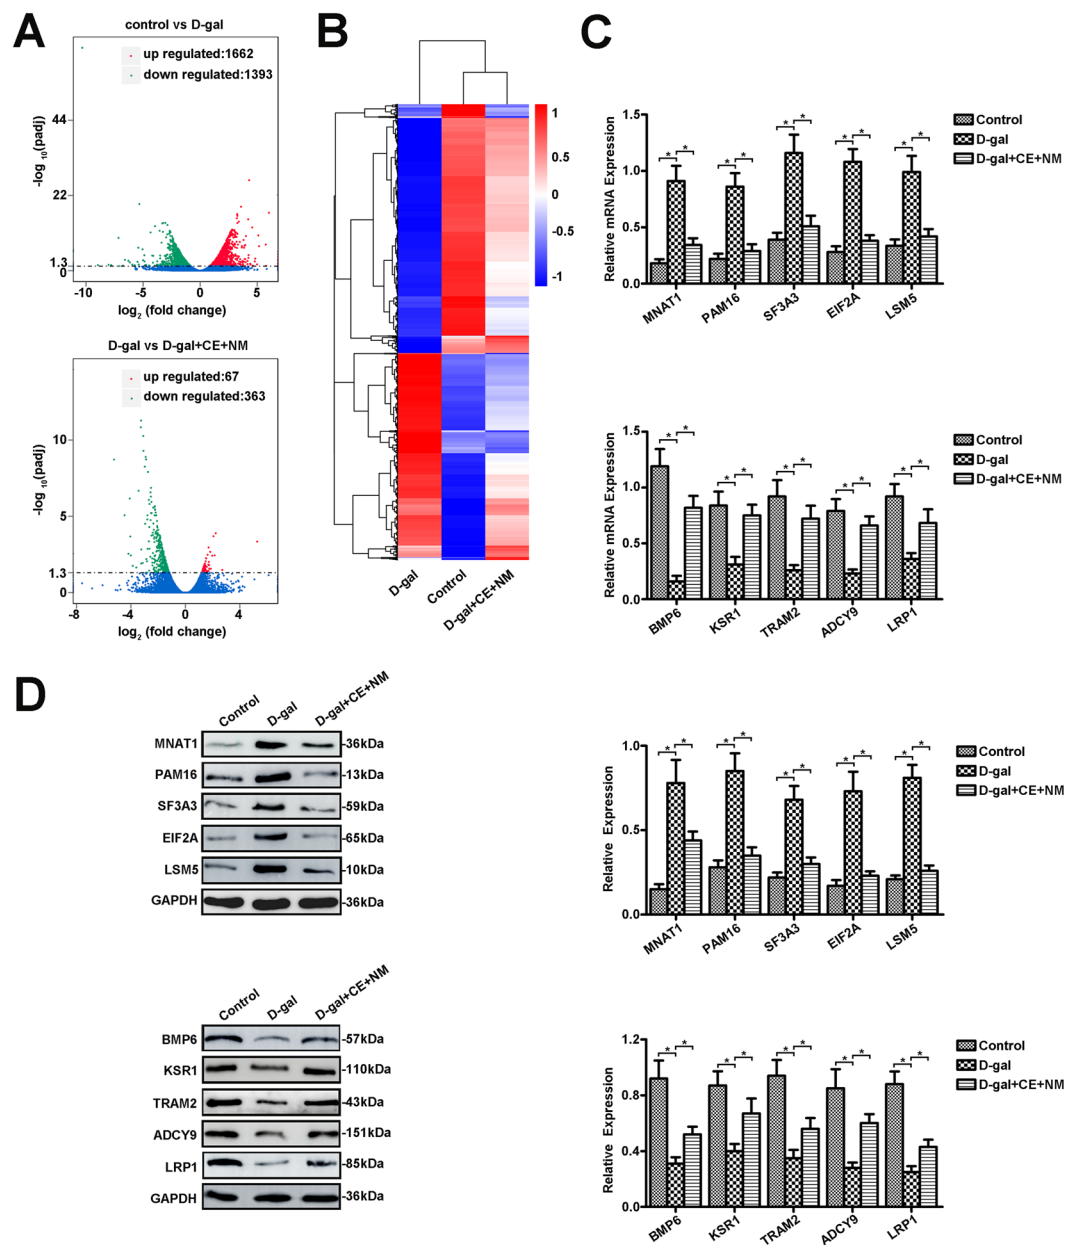 A
control vs D-gal
up regulated:1662
down regulated:1393
44
22
1.3
0
-log 10(padj)
-10
-5
0
5
log2 (fold change)
D-gal vs D-gal+CE+NM
up regulated:67
down regulated:363
10
5
1.3
0
-log 10(padj)
-8
-4
0
4
log2 (fold change)
B
1
0.5
0
-0.5
-1
D-gal
Control
D-gal+CE+NM
C
Relative mRNA Expression
1.5
1.0
0.5
0.0
* * * * * * * * * *
MNAT1
PAM16
SF3A3
EIF2A
LSM5
Control
D-gal
D-gal+CE+NM
Relative mRNA Expression
1.5
1.0
0.5
0.0
* * * * * * * * * *
BMP6
KSR1
TRAM2
ADCY9
LRP1
Control
D-gal
D-gal+CE+NM
D
Control
D-gal
D-gal+CE+NM
MNAT1 -36kDa
PAM16 -13kDa
SF3A3 -59kDa
EIF2A -65kDa
LSM5 -10kDa
GAPDH -36kDa
Relative Expression
1.0
0.5
0.0
* * * * * * * * * *
MNAT1
PAM16
SF3A3
EIF2A
LSM5
Control
D-gal
D-gal+CE+NM
Control
D-gal
D-gal+CE+NM
BMP6 -57kDa
KSR1 -110kDa
TRAM2 -43kDa
ADCY9 -151kDa
LRP1 -85kDa
GAPDH -36kDa
Relative Expression
1.2
0.8
0.4
0.0
* * * * * * * * * *
BMP6
KSR1
TRAM2
ADCY9
LRP1
Control
D-gal
D-gal+CE+NM